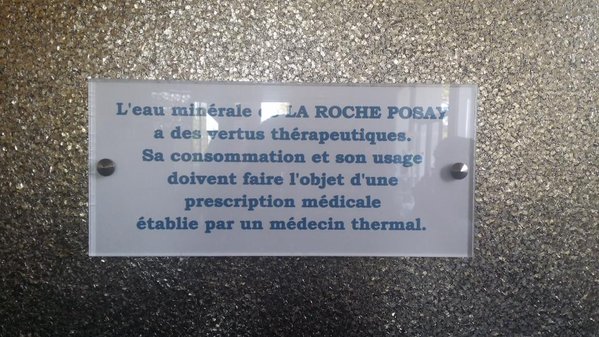 L'eau minérale de LA ROCHE POSAY
a des vertus thérapeutiques.
Sa consommation et son usage
doivent faire l'objet d'une
prescription médicale
établie par un médecin thermal.